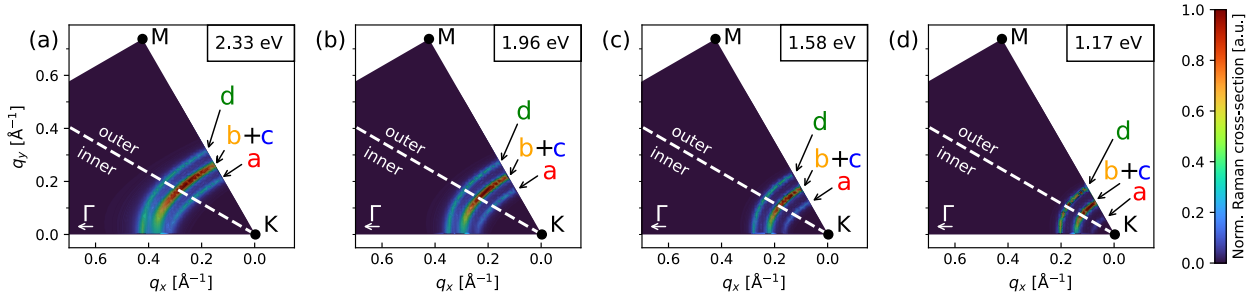 (a)
M
2.33 eV
d
b+c
a
outer
inner
Γ
K
q_y [Å⁻¹]
0.6
0.4
0.2
0.0
0.6 0.4 0.2 0.0
q_x [Å⁻¹]
(b)
M
1.96 eV
d
b+c
a
outer
inner
Γ
K
0.6 0.4 0.2 0.0
q_x [Å⁻¹]
(c)
M
1.58 eV
d
b+c
a
outer
inner
Γ
K
0.6 0.4 0.2 0.0
q_x [Å⁻¹]
(d)
M
1.17 eV
d
b+c
a
outer
inner
Γ
K
0.6 0.4 0.2 0.0
q_x [Å⁻¹]
1.0
0.8
0.6
0.4
0.2
0.0
Norm. Raman cross-section [a.u.]